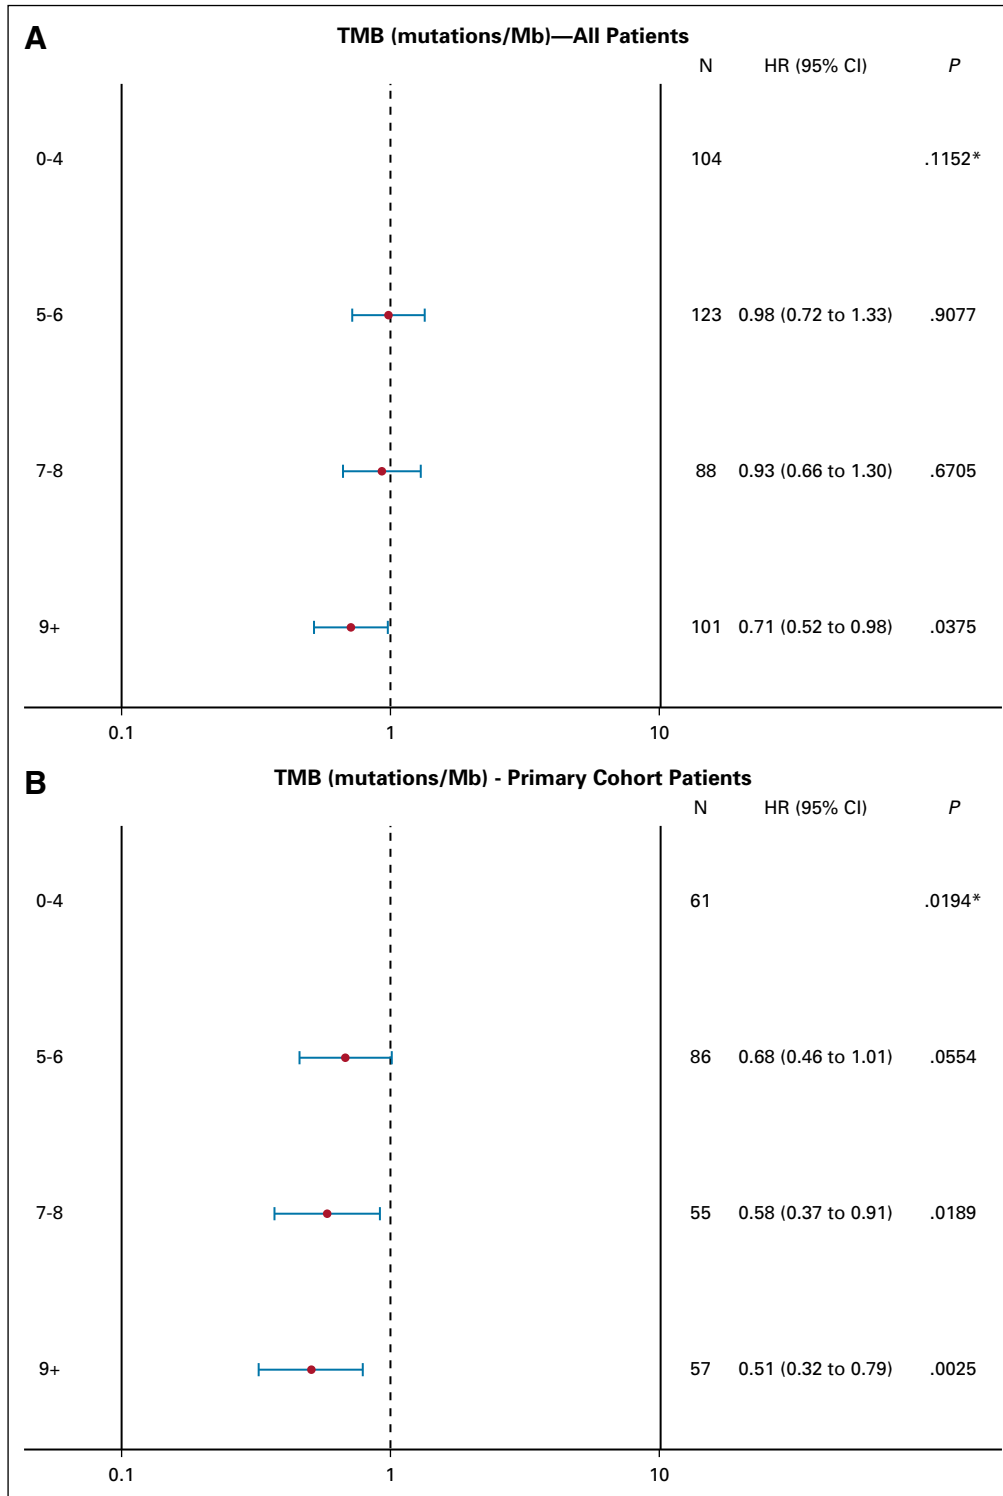 A
TMB (mutations/Mb)—All Patients
N HR (95% CI) P
0-4 104 .1152*
5-6 123 0.98 (0.72 to 1.33) .9077
7-8 88 0.93 (0.66 to 1.30) .6705
9+ 101 0.71 (0.52 to 0.98) .0375
0.1 1 10
B
TMB (mutations/Mb) - Primary Cohort Patients
N HR (95% CI) P
0-4 61 .0194*
5-6 86 0.68 (0.46 to 1.01) .0554
7-8 55 0.58 (0.37 to 0.91) .0189
9+ 57 0.51 (0.32 to 0.79) .0025
0.1 1 10